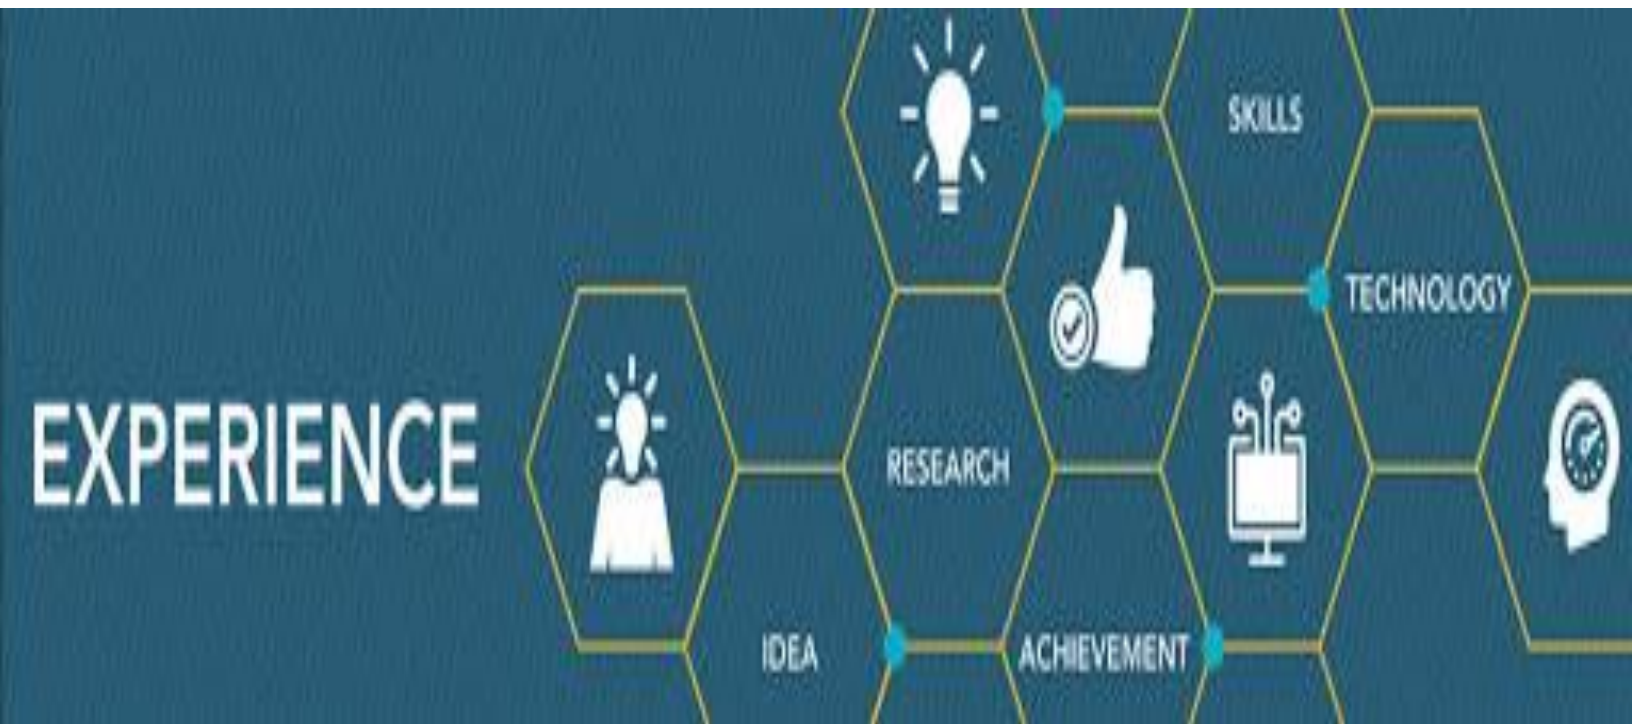 SKILLS
TECHNOLOGY
EXPERIENCE
RESEARCH
IDEA
ACHIEVEMENT